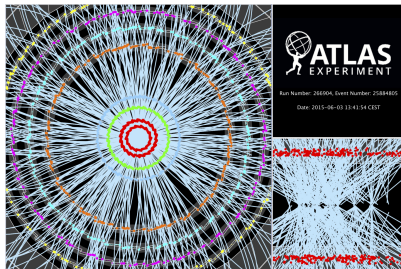 ATLAS
EXPERIMENT
Run Number: 266904, Event Number: 25884805
Date: 2015-06-03 13:41:54 CEST